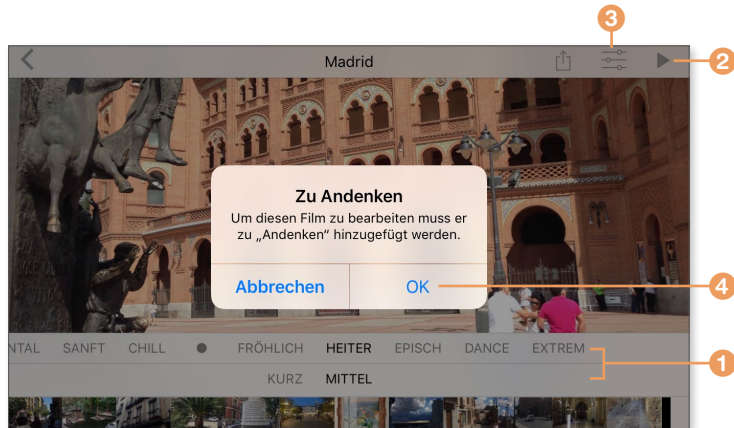 3
Madrid
2
Zu Andenken
Um diesen Film zu bearbeiten muss er
zu „Andenken“ hinzugefügt werden.
Abbrechen OK
4
NTAL SANFT CHILL FRÖHLICH HEITER EPISCH DANCE EXTREM
1
KURZ MITTEL